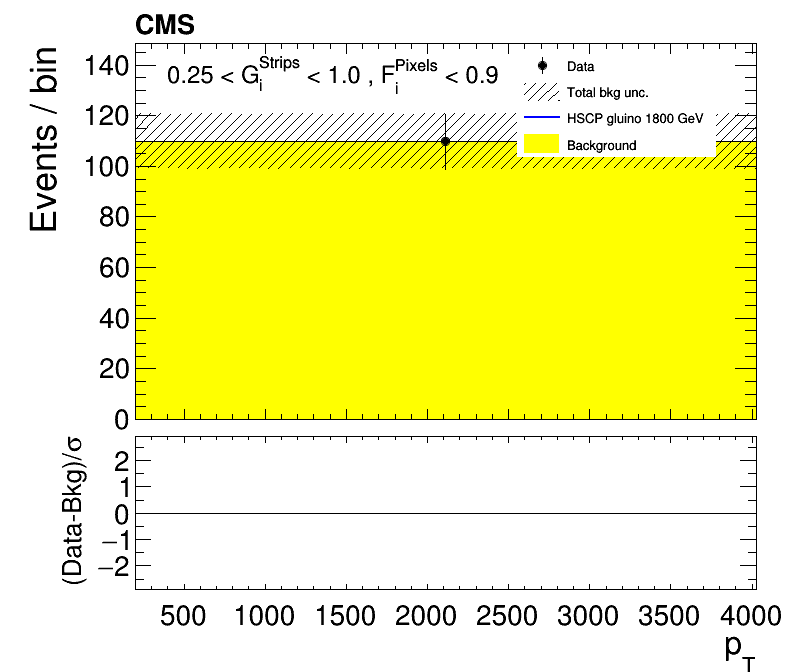 CMS
Events / bin
140
120
100
80
60
40
20
0
0.25 < G_i^Strips < 1.0 , F_i^Pixels < 0.9
Data
Total bkg unc.
HSCP gluino 1800 GeV
Background
(Data-Bkg)/σ
2
1
0
−1
−2
500 1000 1500 2000 2500 3000 3500 4000
p_T